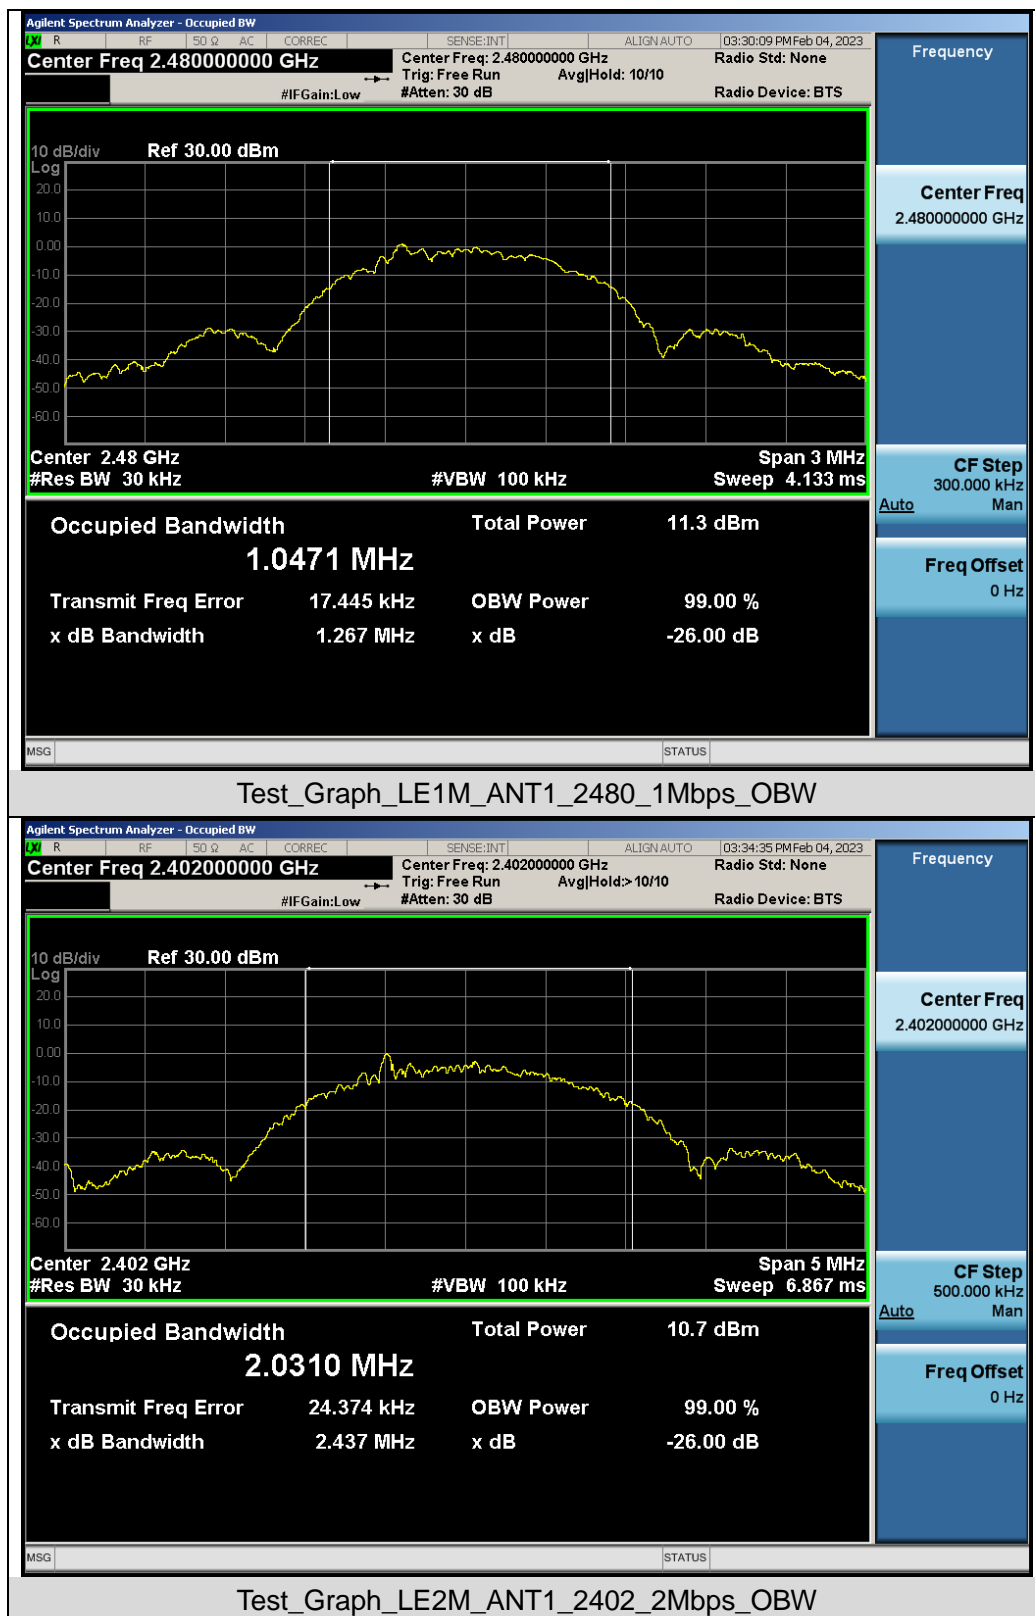 Agilent Spectrum Analyzer - Occupied BW
LXI R RF 50 Ω AC CORREC SENSE:INT ALIGN AUTO 03:30:09 PM Feb 04, 2023
Center Freq 2.480000000 GHz Center Freq: 2.480000000 GHz Radio Std: None Frequency
Trig: Free Run Avg|Hold: 10/10
#IFGain:Low #Atten: 30 dB Radio Device: BTS
10 dB/div Ref 30.00 dBm
Log
20.0
10.0
0.00
-10.0
-20.0
-30.0
-40.0
-50.0
-60.0
Center Freq
2.480000000 GHz
Center 2.48 GHz Span 3 MHz
#Res BW 30 kHz #VBW 100 kHz Sweep 4.133 ms
CF Step
300.000 kHz
Auto Man
Occupied Bandwidth Total Power 11.3 dBm
1.0471 MHz
Freq Offset
0 Hz
Transmit Freq Error 17.445 kHz OBW Power 99.00 %
x dB Bandwidth 1.267 MHz x dB -26.00 dB
MSG STATUS
Test_Graph_LE1M_ANT1_2480_1Mbps_OBW
Agilent Spectrum Analyzer - Occupied BW
LXI R RF 50 Ω AC CORREC SENSE:INT ALIGN AUTO 03:34:35 PM Feb 04, 2023
Center Freq 2.402000000 GHz Center Freq: 2.402000000 GHz Radio Std: None Frequency
Trig: Free Run Avg|Hold:>10/10
#IFGain:Low #Atten: 30 dB Radio Device: BTS
10 dB/div Ref 30.00 dBm
Log
20.0
10.0
0.00
-10.0
-20.0
-30.0
-40.0
-50.0
-60.0
Center Freq
2.402000000 GHz
Center 2.402 GHz Span 5 MHz
#Res BW 30 kHz #VBW 100 kHz Sweep 6.867 ms
CF Step
500.000 kHz
Auto Man
Occupied Bandwidth Total Power 10.7 dBm
2.0310 MHz
Freq Offset
0 Hz
Transmit Freq Error 24.374 kHz OBW Power 99.00 %
x dB Bandwidth 2.437 MHz x dB -26.00 dB
MSG STATUS
Test_Graph_LE2M_ANT1_2402_2Mbps_OBW